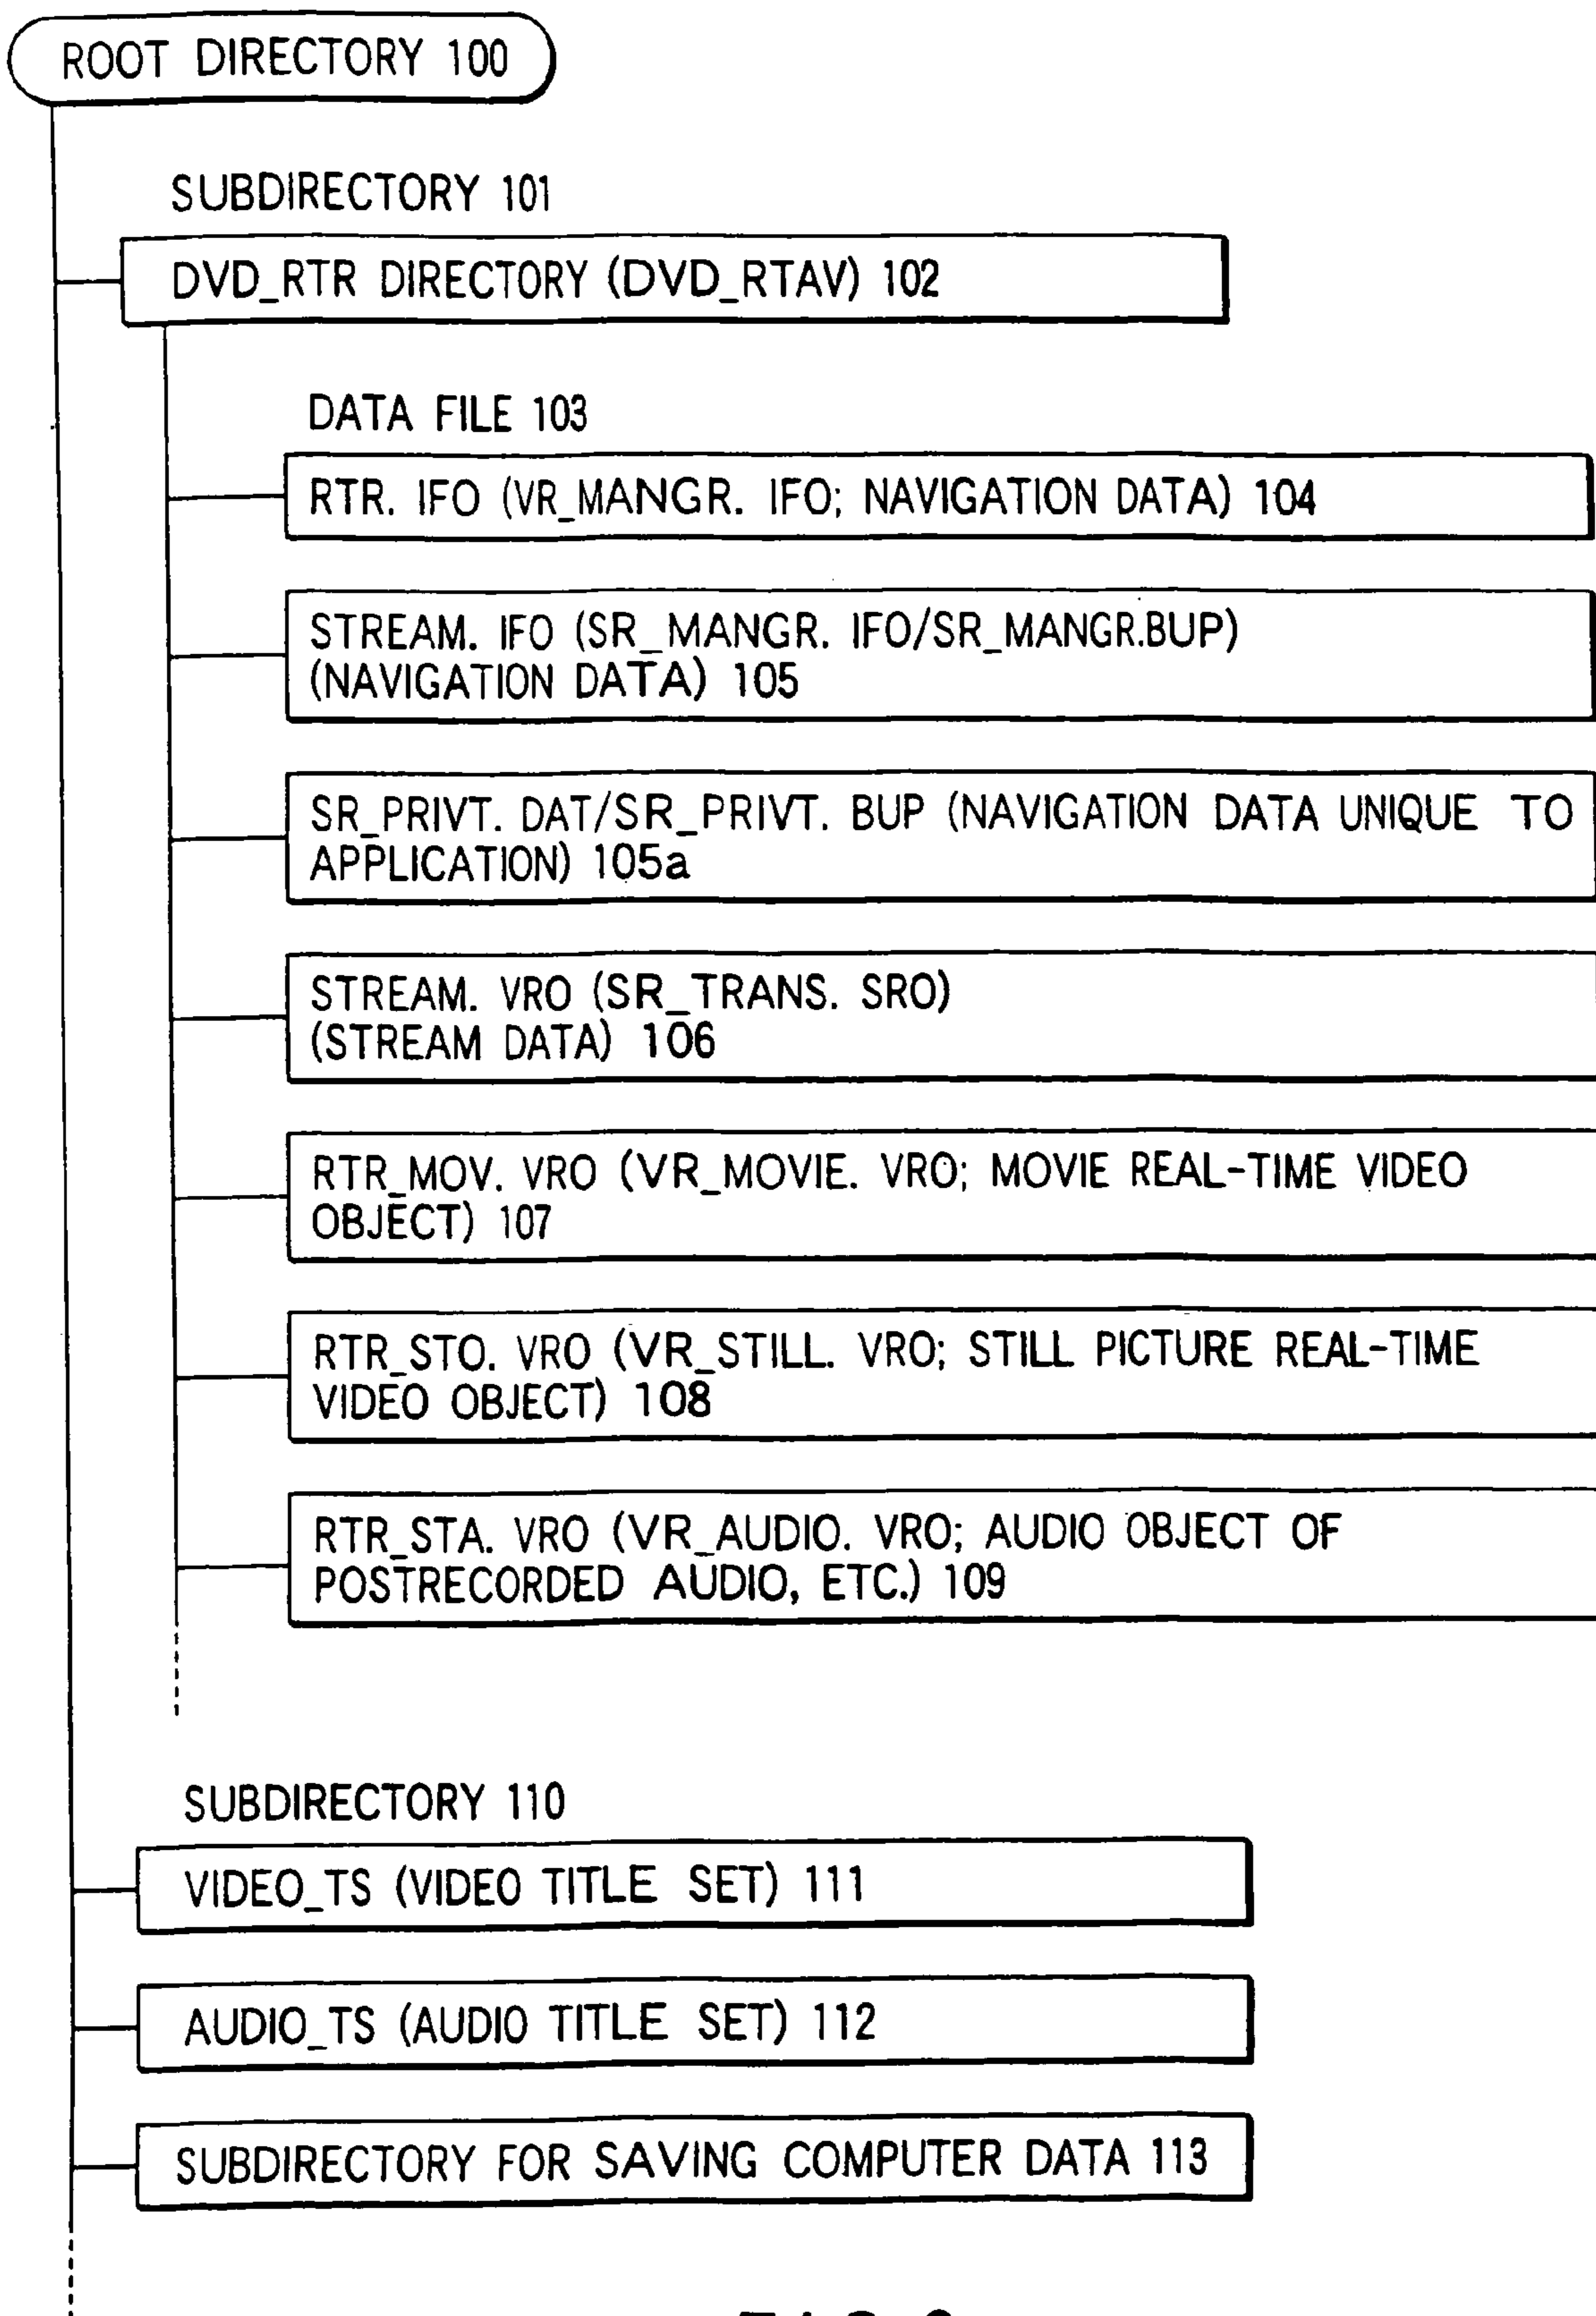 ROOT DIRECTORY 100
SUBDIRECTORY 101
DVD_RTR DIRECTORY (DVD_RTAV) 102
DATA FILE 103
RTR. IFO (VR_MANGR. IFO; NAVIGATION DATA) 104
STREAM. IFO (SR_MANGR. IFO/SR_MANGR.BUP)
(NAVIGATION DATA) 105
SR_PRIVT. DAT/SR_PRIVT. BUP (NAVIGATION DATA UNIQUE TO
APPLICATION) 105a
STREAM. VRO (SR_TRANS. SRO)
(STREAM DATA) 106
RTR_MOV. VRO (VR_MOVIE. VRO; MOVIE REAL-TIME VIDEO
OBJECT) 107
RTR_STO. VRO (VR_STILL. VRO; STILL PICTURE REAL-TIME
VIDEO OBJECT) 108
RTR_STA. VRO (VR_AUDIO. VRO; AUDIO OBJECT OF
POSTRECORDED AUDIO, ETC.) 109
SUBDIRECTORY 110
VIDEO_TS (VIDEO TITLE SET) 111
AUDIO_TS (AUDIO TITLE SET) 112
SUBDIRECTORY FOR SAVING COMPUTER DATA 113